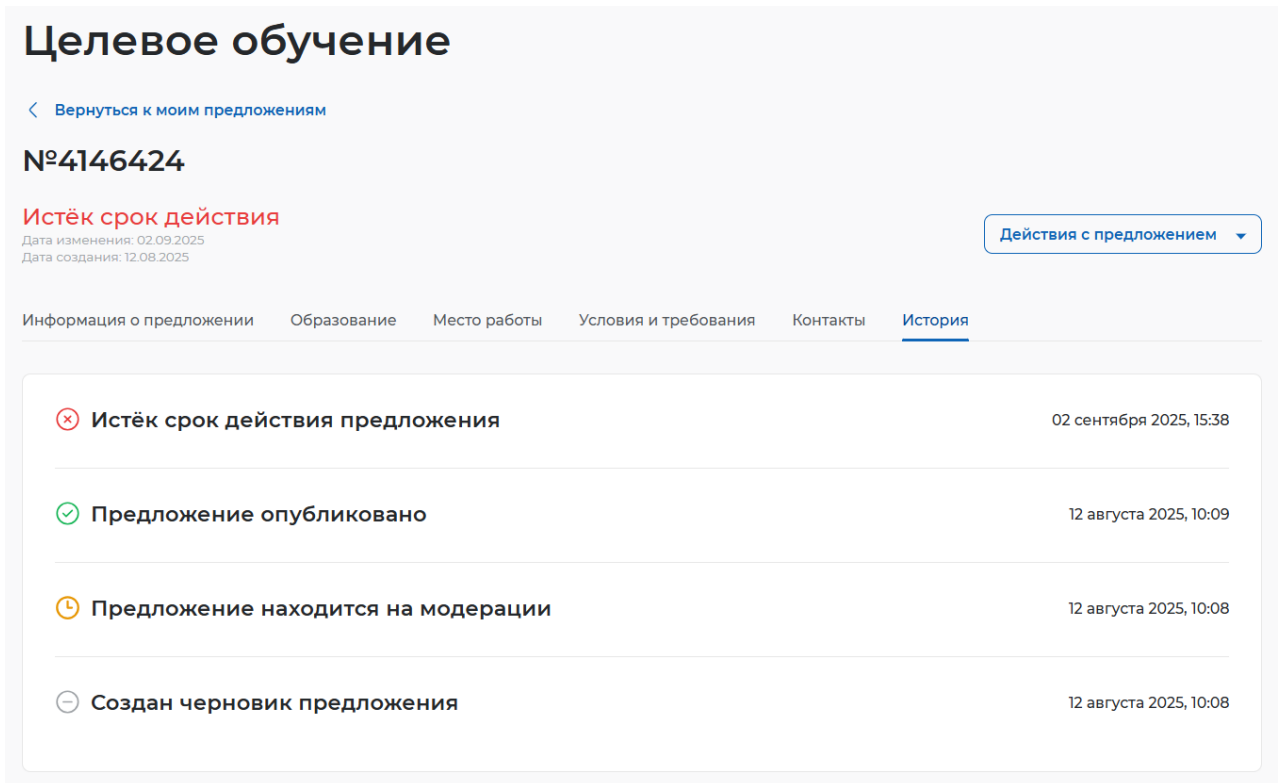 Целевое обучение
Вернуться к моим предложениям
№4146424
Истёк срок действия
Дата изменения: 02.09.2025
Дата создания: 12.08.2025
Действия с предложением
Информация о предложении Образование Место работы Условия и требования Контакты История
Истёк срок действия предложения 02 сентября 2025, 15:38
Предложение опубликовано 12 августа 2025, 10:09
Предложение находится на модерации 12 августа 2025, 10:08
Создан черновик предложения 12 августа 2025, 10:08